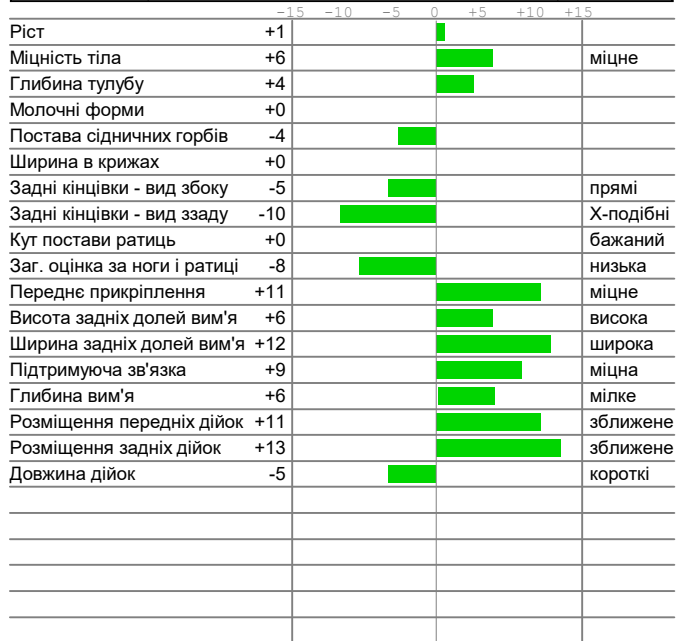 -15 -10 -5 0 +5 +10 +15
Ріст +1
Міцність тіла +6 міцне
Глибина тулубу +4
Молочні форми +0
Постава сідничних горбів -4
Ширина в крижах +0
Задні кінцівки - вид збоку -5 прямі
Задні кінцівки - вид ззаду -10 Х-подібні
Кут постави ратиць +0 бажаний
Заг. оцінка за ноги і ратиці -8 низька
Переднє прикріплення +11 міцне
Висота задніх долей вим'я +6 висока
Ширина задніх долей вим'я +12 широка
Підтримуюча зв'язка +9 міцна
Глибина вим'я +6 мілке
Розміщення передніх дійок +11 зближене
Розміщення задніх дійок +13 зближене
Довжина дійок -5 короткі